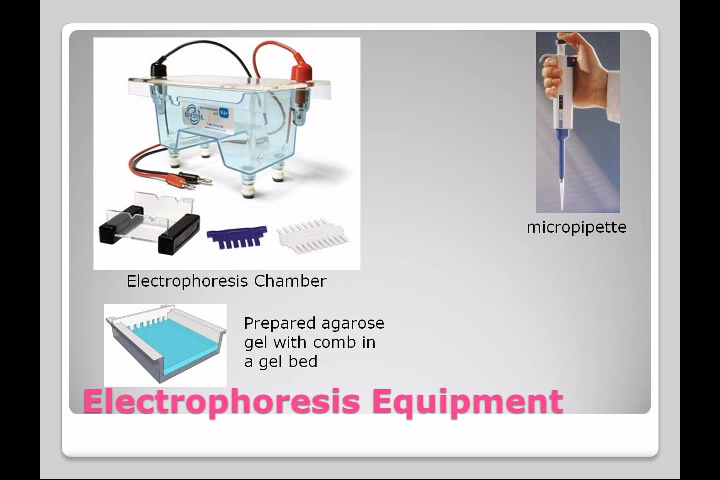 micropipette
Electrophoresis Chamber
Prepared agarose
gel with comb in
a gel bed
Electrophoresis Equipment